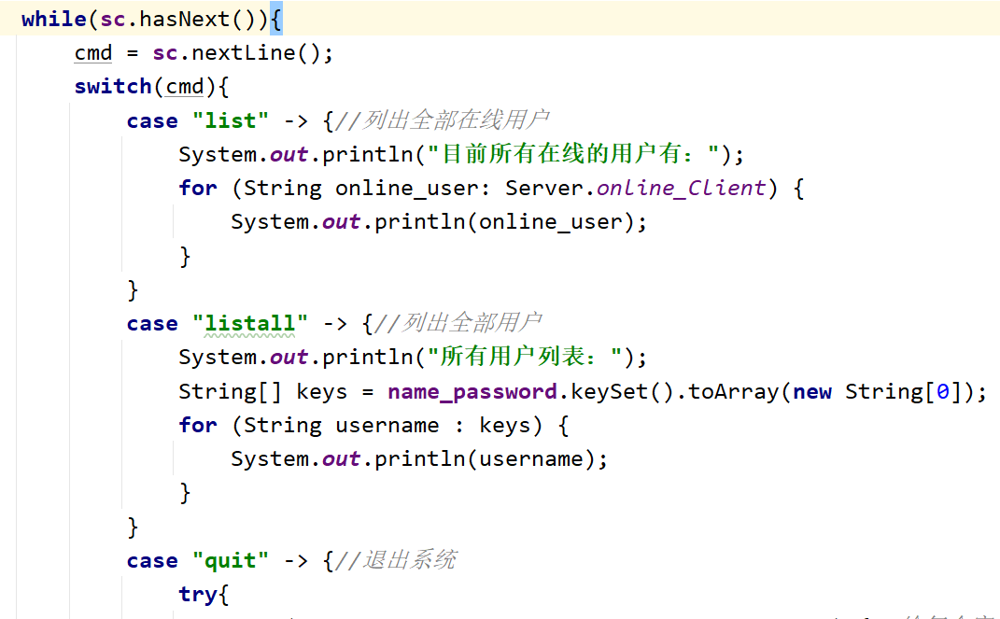 while(sc.hasNext()){
cmd = sc.nextLine();
switch(cmd){
case "list" -> {//列出全部在线用户
System.out.println("目前所有在线的用户有：");
for (String online_user: Server.online_Client) {
System.out.println(online_user);
}
}
case "listall" -> {//列出全部用户
System.out.println("所有用户列表：");
String[] keys = name_password.keySet().toArray(new String[0]);
for (String username : keys) {
System.out.println(username);
}
}
case "quit" -> {//退出系统
try{